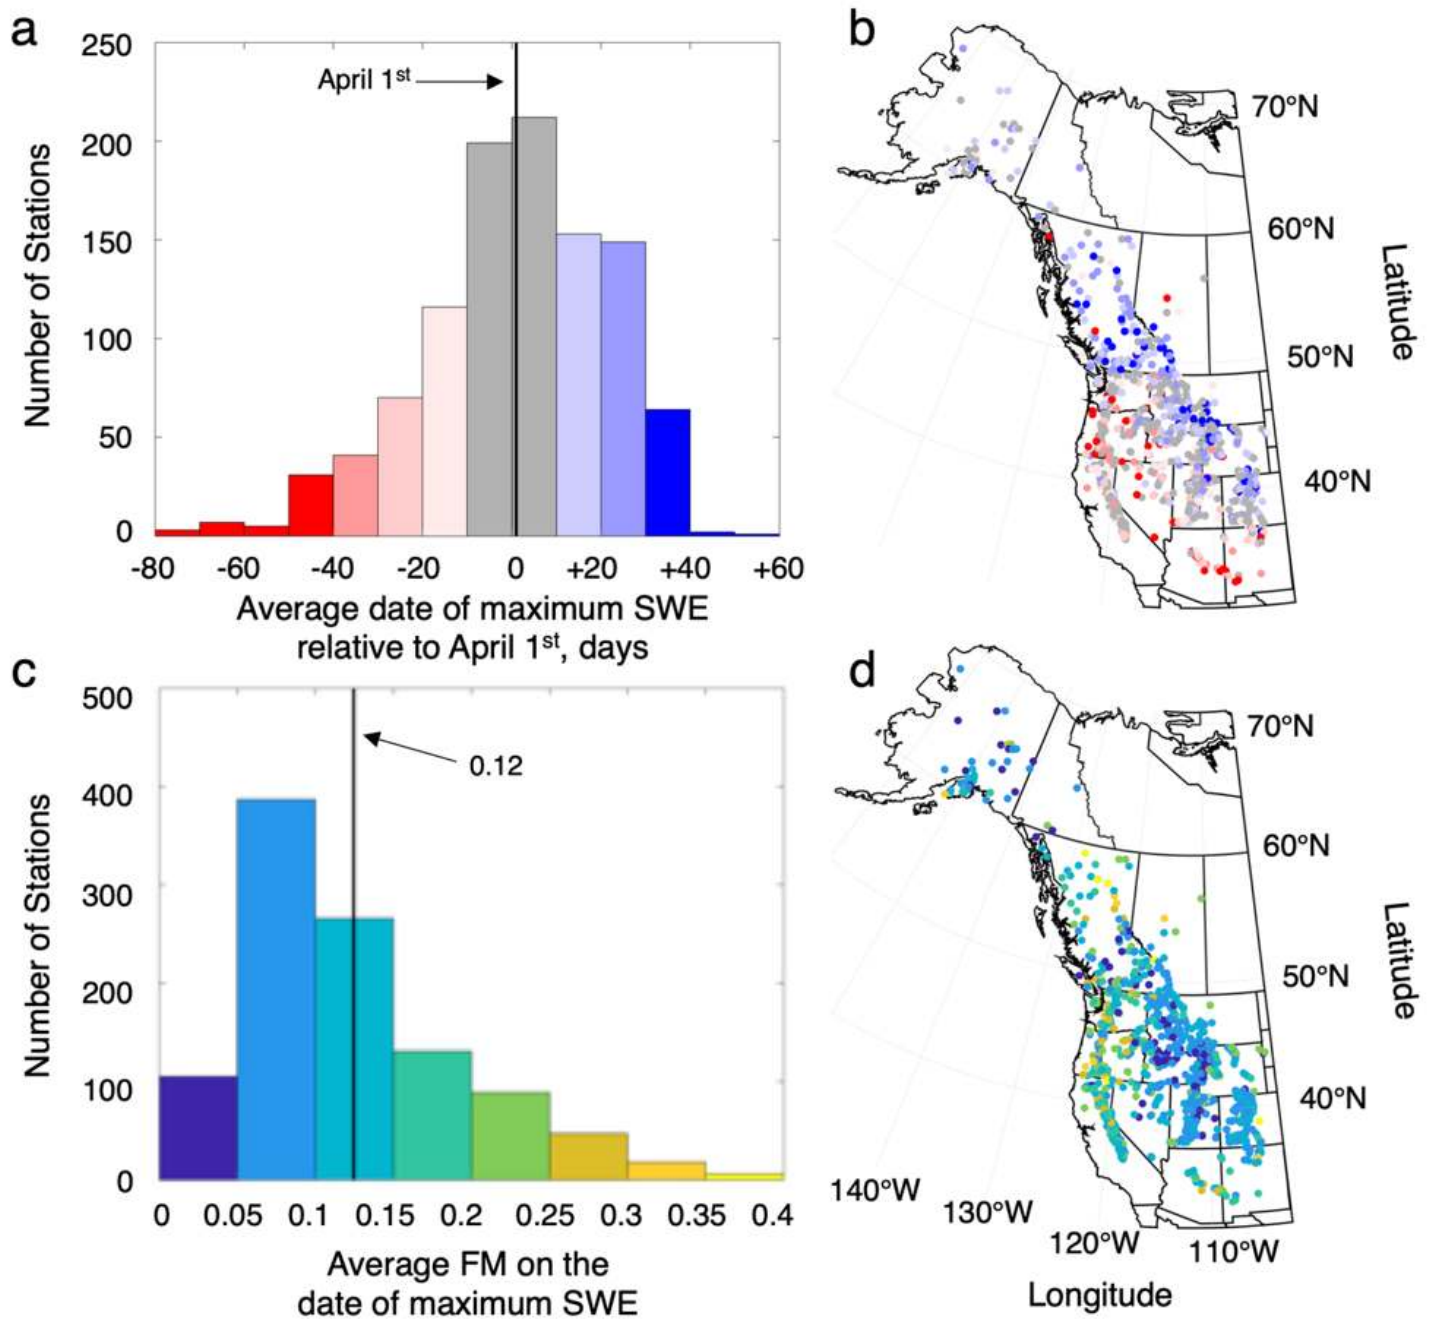 a
250
200
150
100
50
0
Number of Stations
April 1st
-80 -60 -40 -20 0 +20 +40 +60
Average date of maximum SWE
relative to April 1st, days
b
70°N
60°N
50°N
40°N
Latitude
c
500
400
300
200
100
0
Number of Stations
0.12
0 0.05 0.1 0.15 0.2 0.25 0.3 0.35 0.4
Average FM on the
date of maximum SWE
d
70°N
60°N
50°N
40°N
Latitude
140°W
130°W
120°W
110°W
Longitude